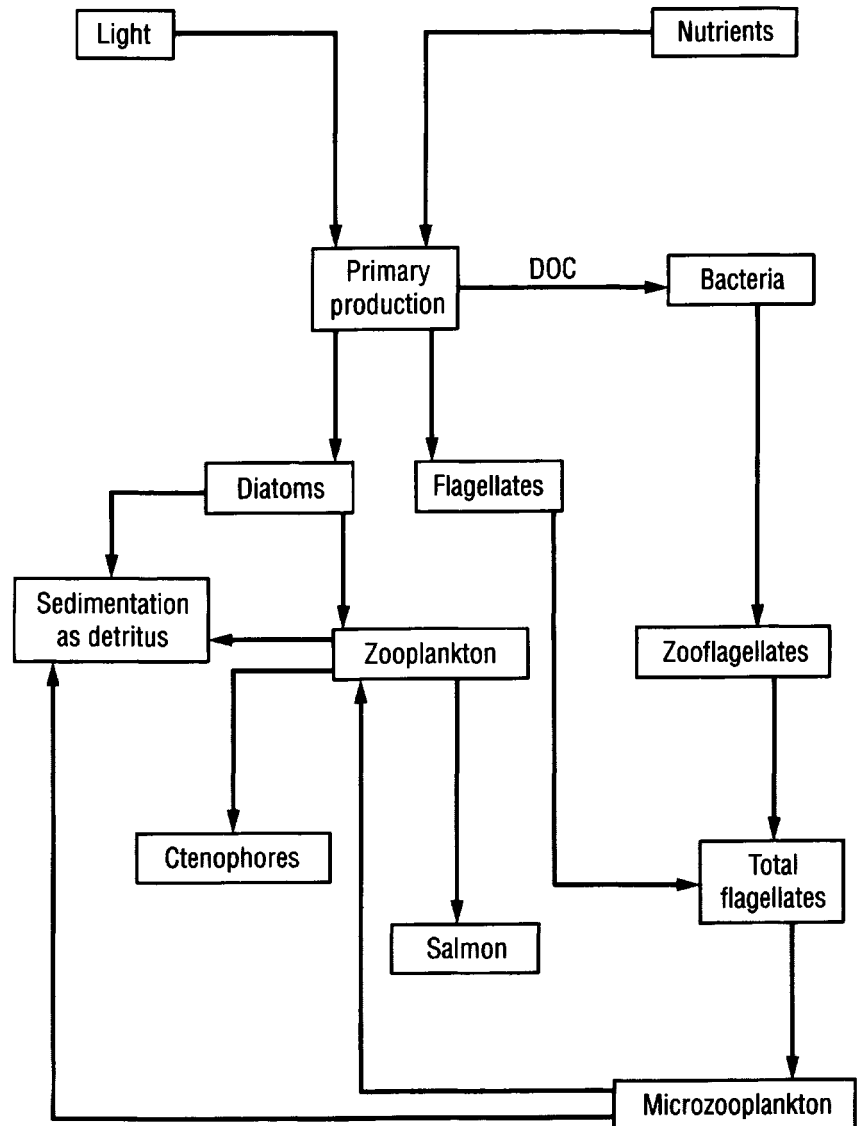 Light
Nutrients
Primary
production
DOC
Bacteria
Diatoms
Flagellates
Sedimentation
as detritus
Zooplankton
Zooflagellates
Ctenophores
Total
flagellates
Salmon
Microzooplankton